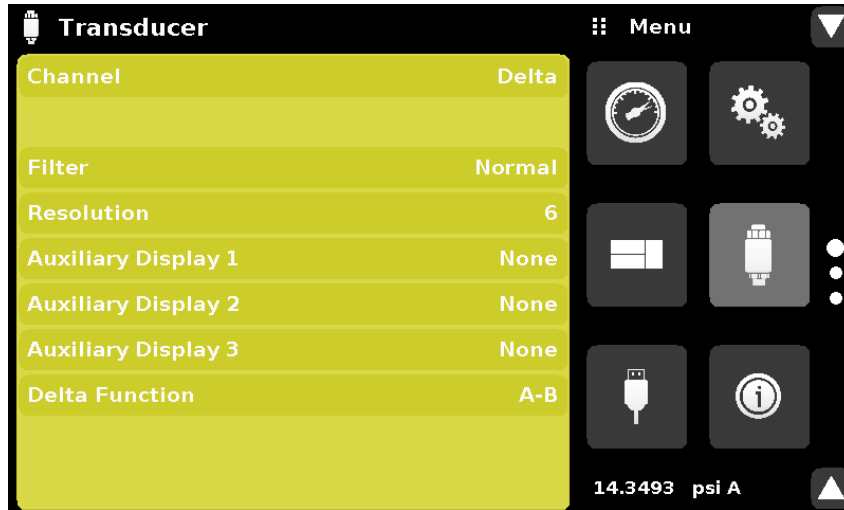 Transducer
Menu
Channel Delta
Filter Normal
Resolution 6
Auxiliary Display 1 None
Auxiliary Display 2 None
Auxiliary Display 3 None
Delta Function A-B
14.3493 psi A